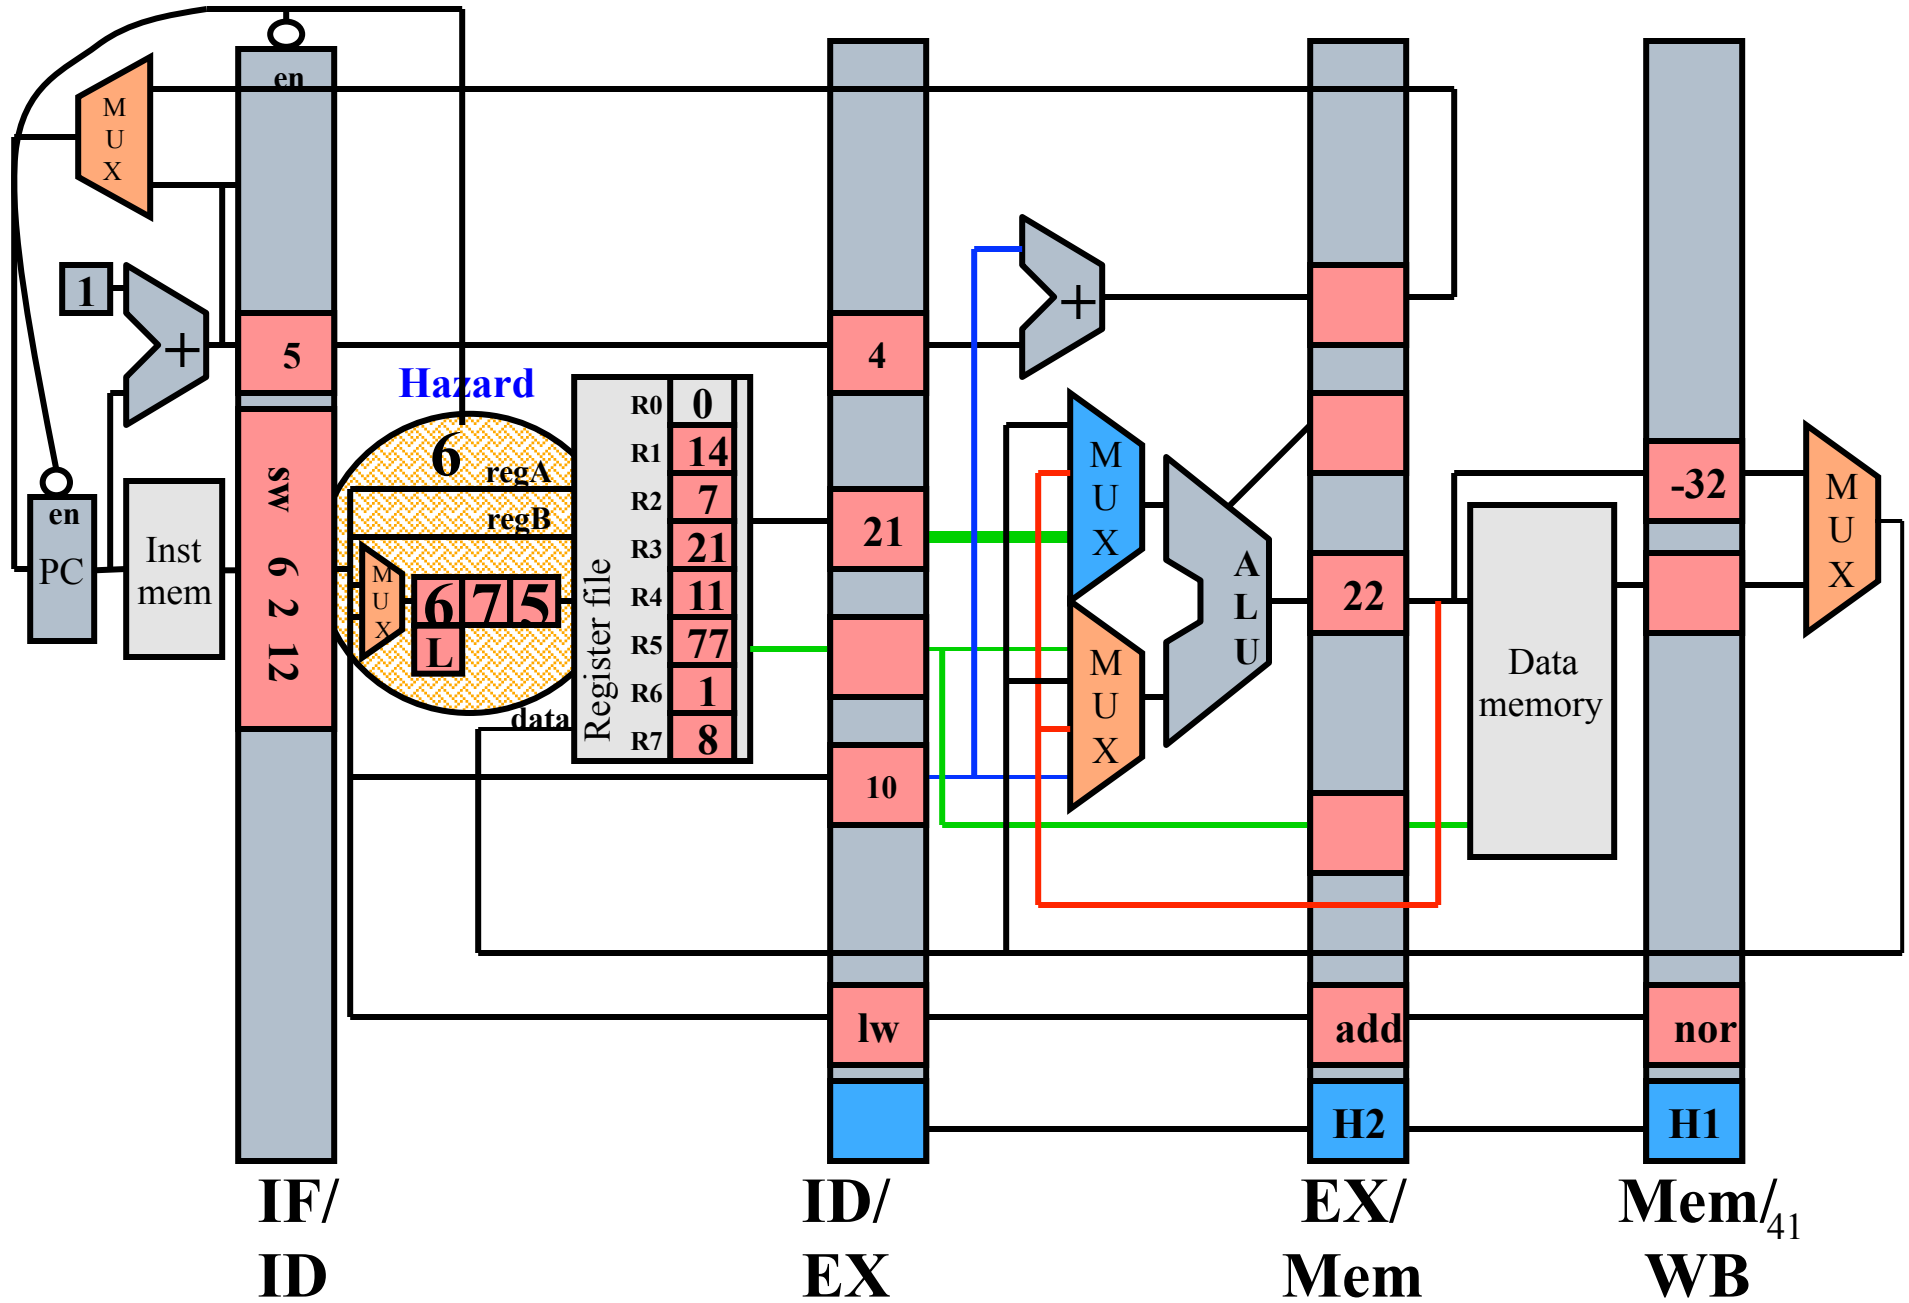 en
M
U
X
1
+
5
4
+
Hazard
6
regA
regB
R0 0
R1 14
R2 7
R3 21
R4 11
R5 77
R6 1
R7 8
Register file
sw 6 2 12
en
PC
Inst
mem
M
U
X
6 7 5
L
data
21
10
M
U
X
M
U
X
A
L
U
22
Data
memory
-32
M
U
X
lw
add
nor
H2
H1
IF/
ID
ID/
EX
EX/
Mem
Mem/
WB
41